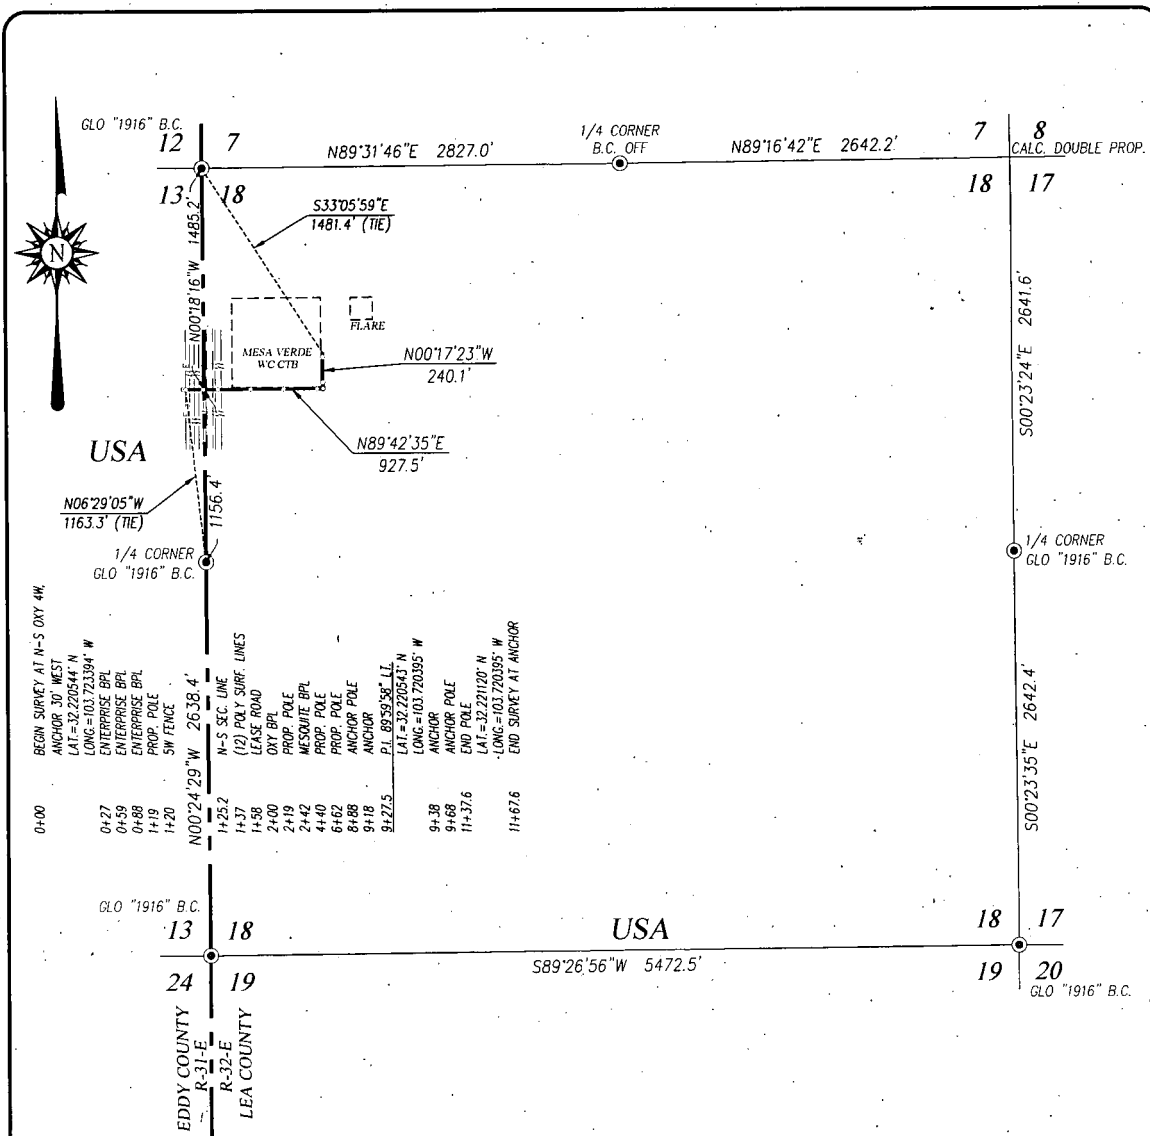 GLO "1916" B.C.
12 7
13 18
N89°31'46"E 2827.0'
1/4 CORNER
B.C. OFF
N89°16'42"E 2642.2'
7 8
CALC. DOUBLE PROP.
18 17
S33°05'59"E
1481.4' (TIE)
N00°18'16"W 1485.2'
N
FLARE
MESA VERDE
WC CTB
N00°17'23"W
240.1'
N89°42'35"E
927.5'
USA
N06°29'05"W
1163.3' (TIE)
1156.4'
1/4 CORNER
GLO "1916" B.C.
S00°23'24"E 2641.6'
1/4 CORNER
GLO "1916" B.C.
0+00 BEGIN SURVEY AT N-S OXY 4W,
ANCHOR 30' WEST
LAT.=32.220544° N
LONG.=103.723394° W
0+27 ENTERPRISE BPL
0+59 ENTERPRISE BPL
0+88 ENTERPRISE BPL
1+19 PROP. POLE
1+20 5W FENCE
N00°24'29"W 2638.4'
1+25.2 N-S SEC. LINE
1+37 (12) POLY SURF. LINES
1+58 LEASE ROAD
2+00 OXY BPL
2+19 PROP. POLE
2+42 MESQUITE BPL
4+40 PROP. POLE
6+62 PROP. POLE
8+88 ANCHOR POLE
9+18 ANCHOR
9+27.5 P.I. 89°59'58" LT.
LAT.=32.220543° N
LONG.=103.720395° W
9+38 ANCHOR
9+68 ANCHOR POLE
11+37.6 END POLE
LAT.=32.221120° N
LONG.=103.720395° W
11+67.6 END SURVEY AT ANCHOR
S00°23'35"E 2642.4'
GLO "1916" B.C.
13 18
24 19
USA
S89°26'56"W 5472.5'
18 17
19 20
GLO "1916" B.C.
EDDY COUNTY
R-31-E
R-32-E
LEA COUNTY